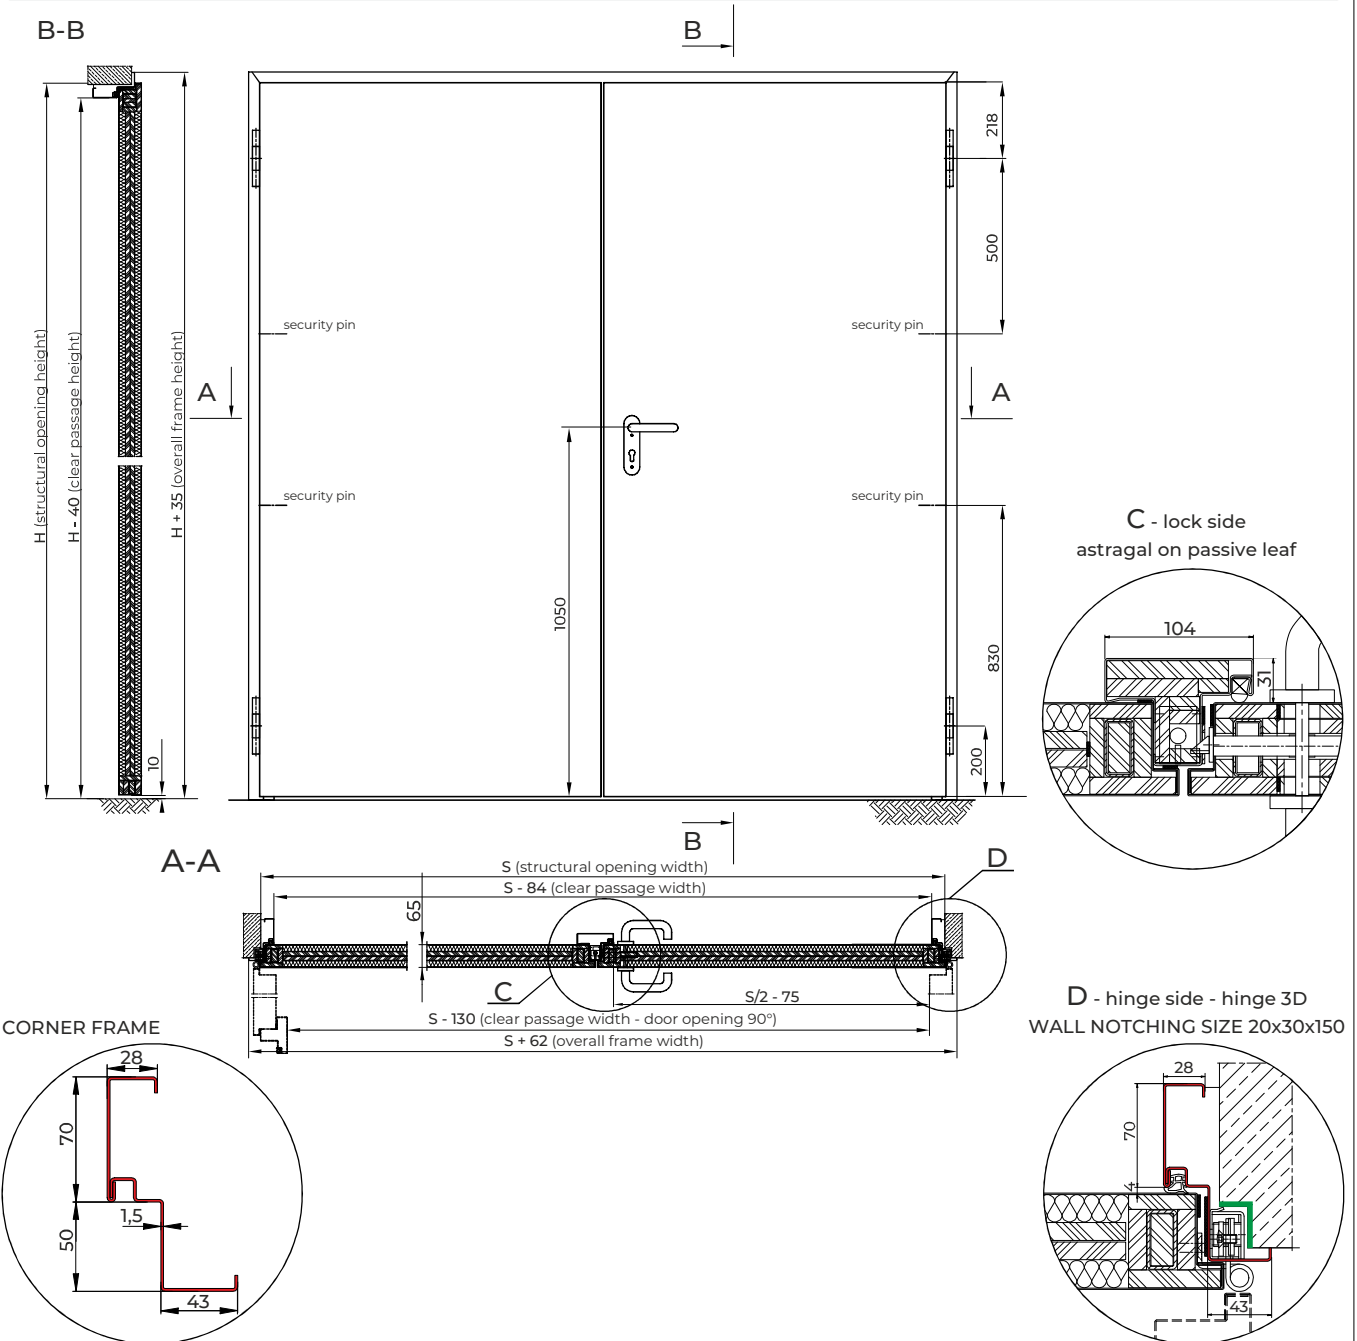 B-B
B
218
500
security pin
security pin
A
A
H (structural opening height)
H - 40 (clear passage height)
H + 35 (overall frame height)
security pin
security pin
1050
830
200
10
B
C - lock side
astragal on passive leaf
104
31
A-A
S (structural opening width)
S - 84 (clear passage width)
65
D
C
S/2 - 75
S - 130 (clear passage width - door opening 90°)
S + 62 (overall frame width)
CORNER FRAME
28
70
1,5
50
43
D - hinge side - hinge 3D
WALL NOTCHING SIZE 20x30x150
28
70
4
43